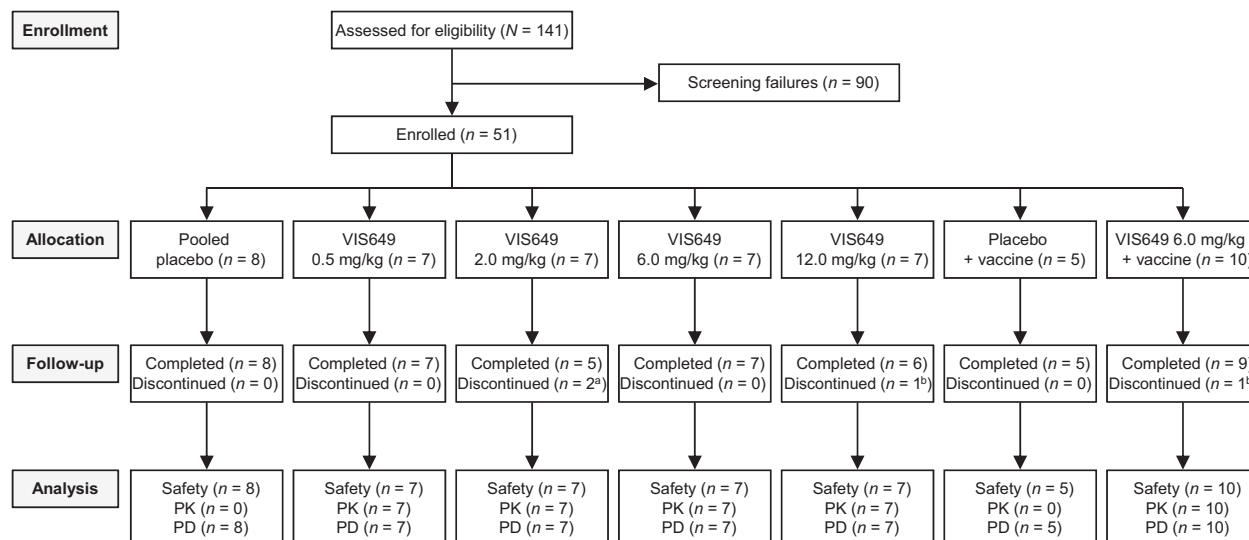 Enrollment
Assessed for eligibility (N = 141)
Screening failures (n = 90)
Enrolled (n = 51)
Allocation
Pooled
placebo (n = 8)
VIS649
0.5 mg/kg (n = 7)
VIS649
2.0 mg/kg (n = 7)
VIS649
6.0 mg/kg (n = 7)
VIS649
12.0 mg/kg (n = 7)
Placebo
+ vaccine (n = 5)
VIS649 6.0 mg/kg
+ vaccine (n = 10)
Follow-up
Completed (n = 8)
Discontinued (n = 0)
Completed (n = 7)
Discontinued (n = 0)
Completed (n = 5)
Discontinued (n = 2ᵃ)
Completed (n = 7)
Discontinued (n = 0)
Completed (n = 6)
Discontinued (n = 1ᵇ)
Completed (n = 5)
Discontinued (n = 0)
Completed (n = 9)
Discontinued (n = 1ᵇ)
Analysis
Safety (n = 8)
PK (n = 0)
PD (n = 8)
Safety (n = 7)
PK (n = 7)
PD (n = 7)
Safety (n = 7)
PK (n = 7)
PD (n = 7)
Safety (n = 7)
PK (n = 7)
PD (n = 7)
Safety (n = 7)
PK (n = 7)
PD (n = 7)
Safety (n = 5)
PK (n = 0)
PD (n = 5)
Safety (n = 10)
PK (n = 10)
PD (n = 10)